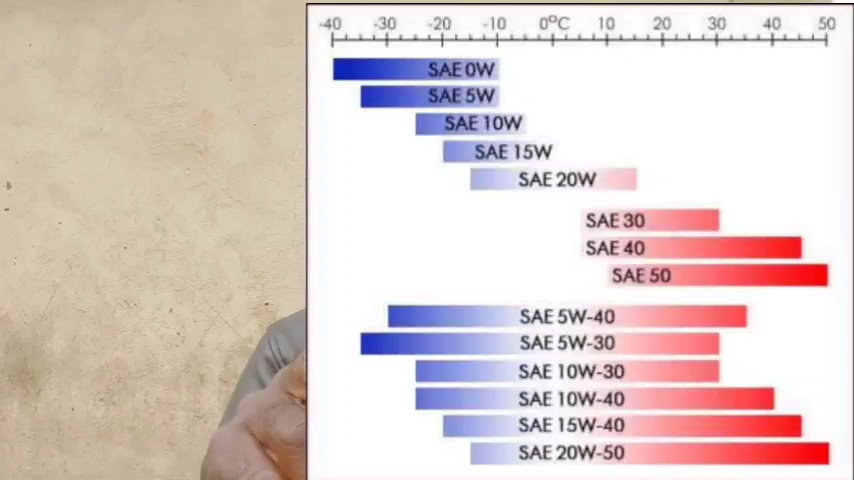 -40 -30 -20 -10 0°C 10 20 30 40 50
SAE 0W
SAE 5W
SAE 10W
SAE 15W
SAE 20W
SAE 30
SAE 40
SAE 50
SAE 5W-40
SAE 5W-30
SAE 10W-30
SAE 10W-40
SAE 15W-40
SAE 20W-50